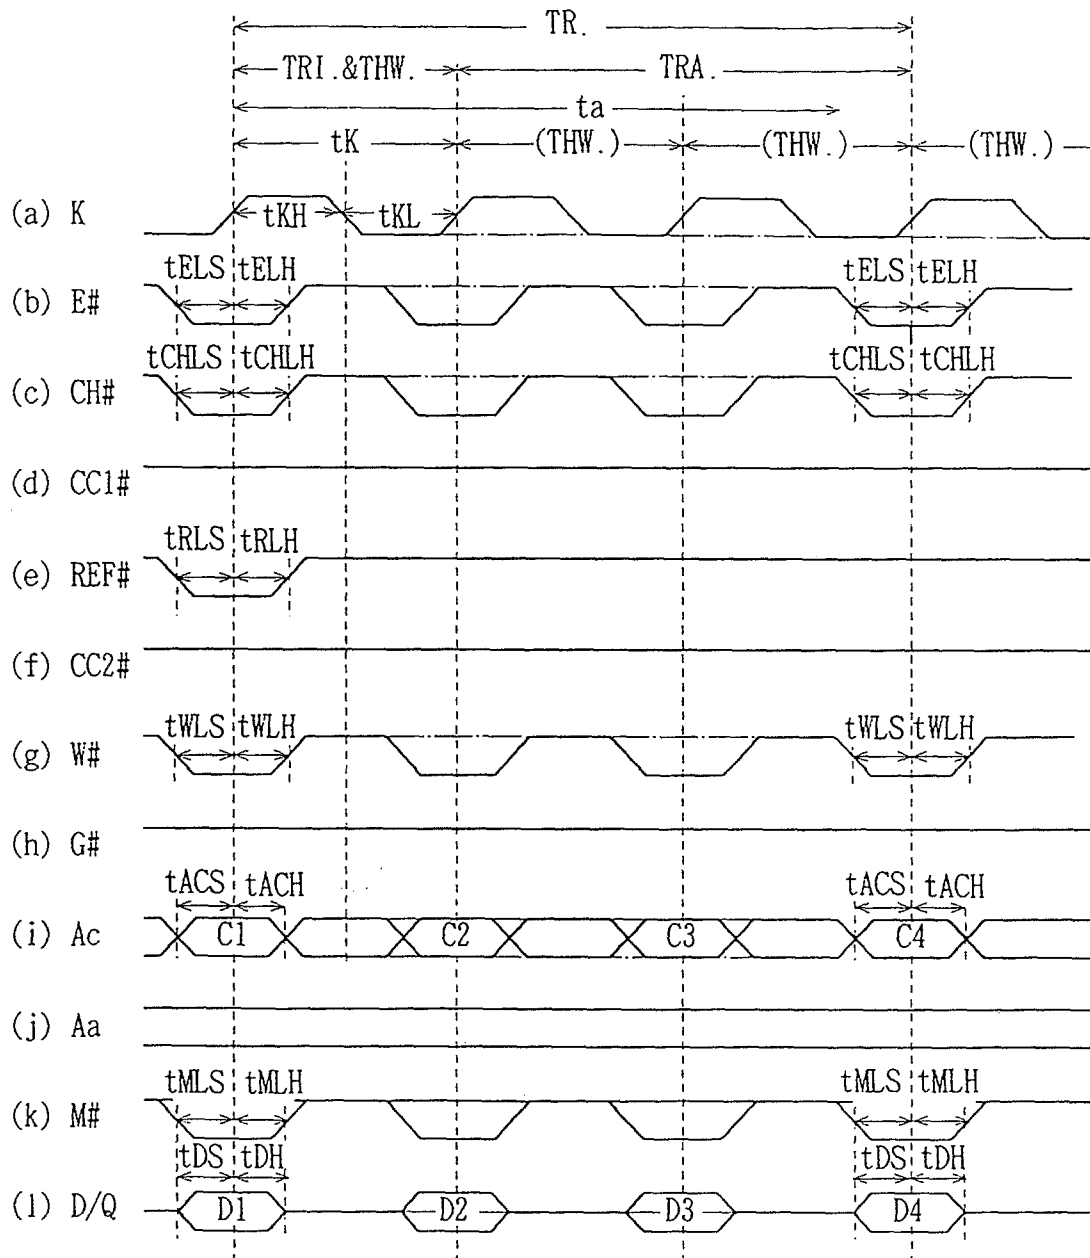 TR.
TRI.&THW. TRA.
ta
tK (THW.) (THW.) (THW.)
(a) K tKH tKL
tELS tELH tELS tELH
(b) E#
tCHLS tCHLH tCHLS tCHLH
(c) CH#
(d) CC1#
tRLS tRLH
(e) REF#
(f) CC2#
tWLS tWLH tWLS tWLH
(g) W#
(h) G#
tACS tACH tACS tACH
(i) Ac C1 C2 C3 C4
(j) Aa
tMLS tMLH tMLS tMLH
(k) M#
tDS tDH tDS tDH
(l) D/Q D1 D2 D3 D4